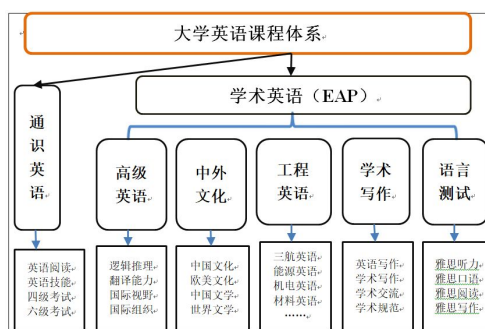 大学英语课程体系
学术英语（EAP）
通
识
英
语
高级
英语
中外
文化
工程
英语
学术
写作
语言
测试
英语阅读
英语技能
四级考试
六级考试
逻辑推理
翻译能力
国际视野
国际组织
中国文化
欧美文化
中国文学
世界文学
三航英语
能源英语
机电英语
材料英语
……
英语写作
学术写作
学术交流
学术规范
雅思听力
雅思口语
雅思阅读
雅思写作